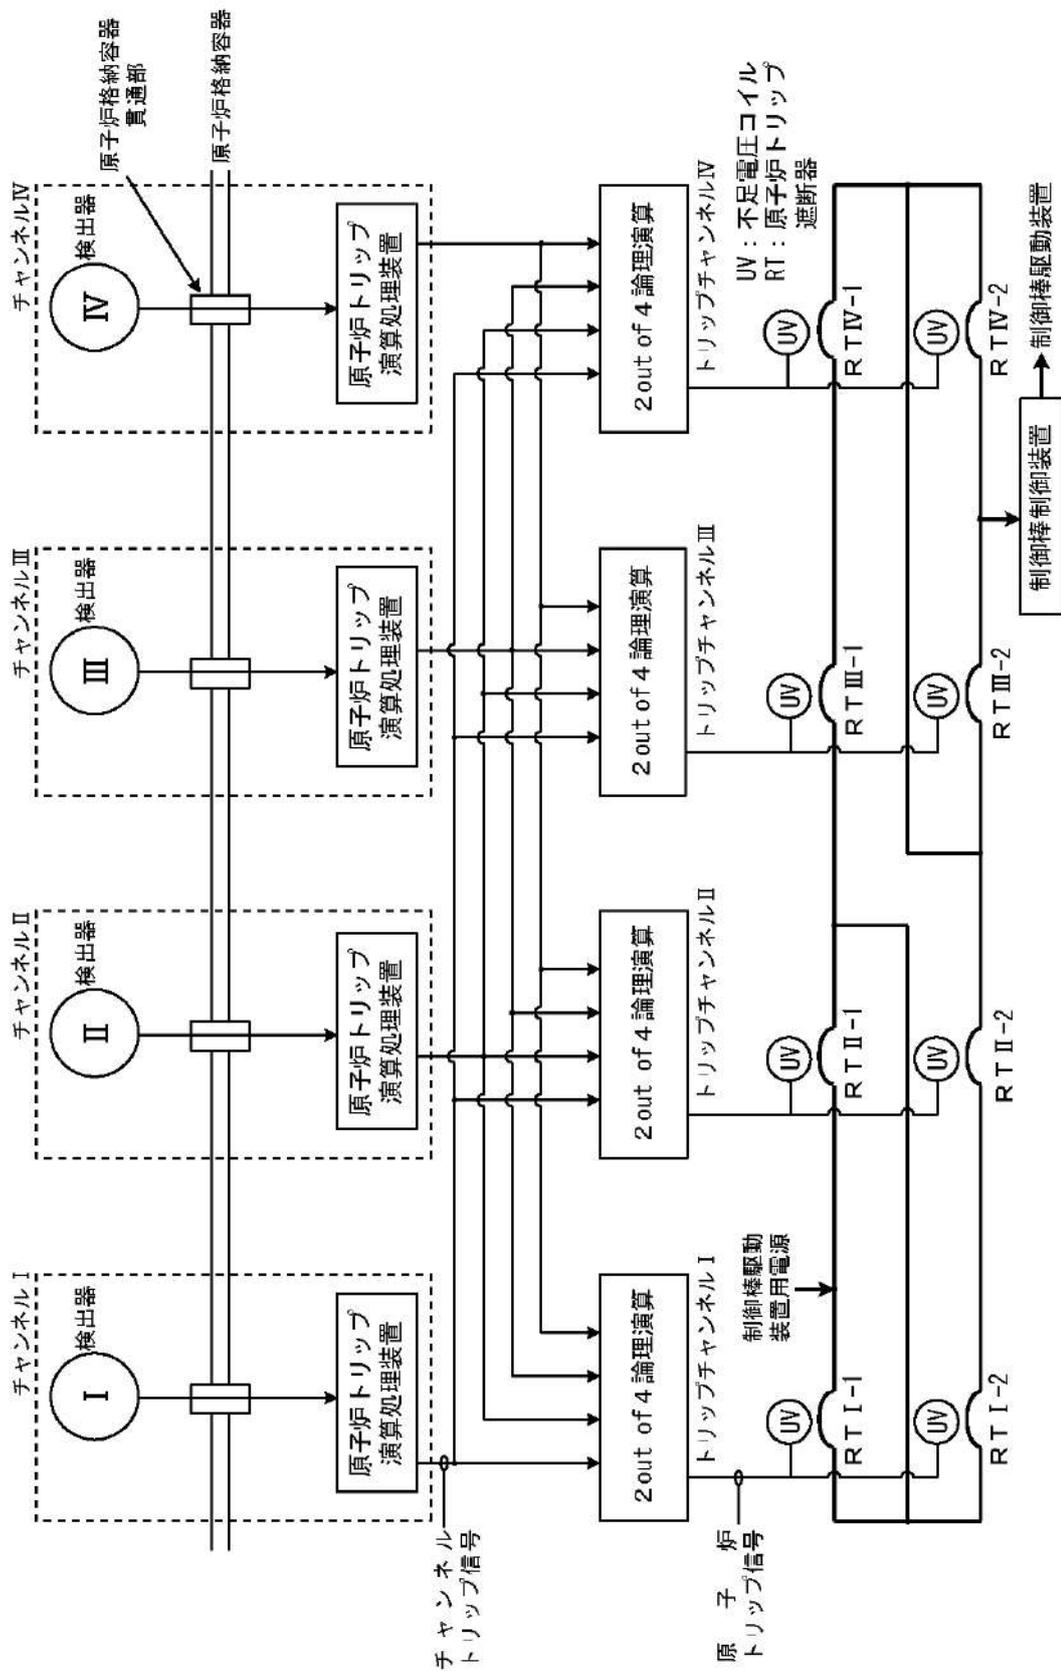 チャンネルⅠ
検出器
Ⅰ
原子炉トリップ
演算処理装置
チャンネルⅡ
検出器
Ⅱ
原子炉トリップ
演算処理装置
チャンネルⅢ
検出器
Ⅲ
原子炉トリップ
演算処理装置
チャンネルⅣ
検出器
Ⅳ
原子炉トリップ
演算処理装置
原子炉格納容器
貫通部
原子炉格納容器
チャンネル
トリップ信号
2out of 4論理演算
トリップチャンネルⅠ
2out of 4論理演算
トリップチャンネルⅡ
2out of 4論理演算
トリップチャンネルⅢ
2out of 4論理演算
トリップチャンネルⅣ
原子炉
トリップ信号
制御棒駆動
装置用電源
UV:不足電圧コイル
RT:原子炉トリップ
遮断器
UV
RTⅠ-1
UV
RTⅡ-1
UV
RTⅢ-1
UV
RTⅣ-1
UV
RTⅠ-2
UV
RTⅡ-2
UV
RTⅢ-2
UV
RTⅣ-2
制御棒制御装置
制御棒駆動装置